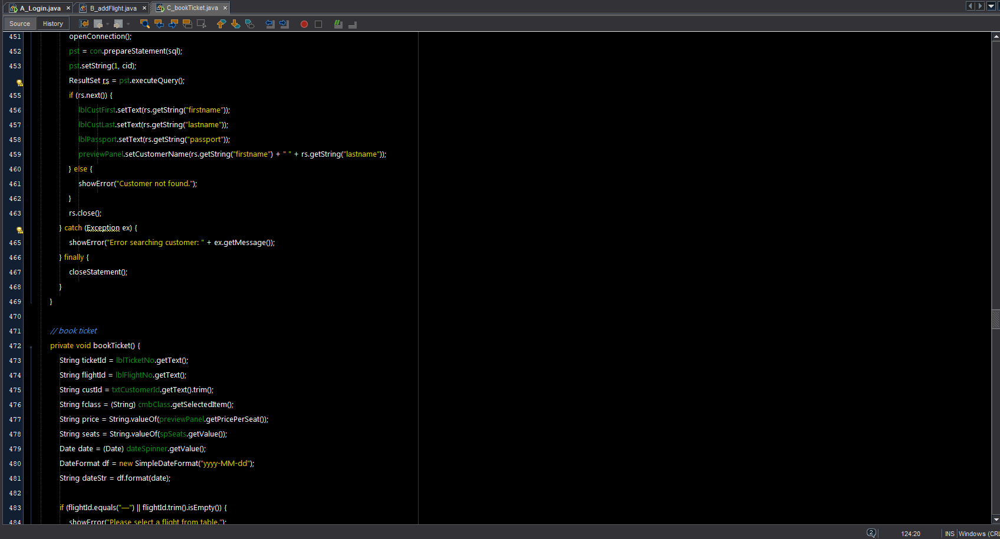 A_Login.java × B_addFlight.java × C_bookTicket.java ×
Source History
451 openConnection();
452 pst = con.prepareStatement(sql);
453 pst.setString(1, cid);
ResultSet rs = pst.executeQuery();
455 if (rs.next()) {
456 lblCustFirst.setText(rs.getString("firstname"));
457 lblCustLast.setText(rs.getString("lastname"));
458 lblPassport.setText(rs.getString("passport"));
459 previewPanel.setCustomerName(rs.getString("firstname") + " " + rs.getString("lastname"));
460 } else {
461 showError("Customer not found.");
462 }
463 rs.close();
} catch (Exception ex) {
465 showError("Error searching customer: " + ex.getMessage());
466 } finally {
467 closeStatement();
468 }
469 }
470
471 // book ticket
472 private void bookTicket() {
473 String ticketId = lblTicketNo.getText();
474 String flightId = lblFlightNo.getText();
475 String custId = txtCustomerId.getText().trim();
476 String fclass = (String) cmbClass.getSelectedItem();
477 String price = String.valueOf(previewPanel.getPricePerSeat());
478 String seats = String.valueOf(spSeats.getValue());
479 Date date = (Date) dateSpinner.getValue();
480 DateFormat df = new SimpleDateFormat("yyyy-MM-dd");
481 String dateStr = df.format(date);
482
483 if (flightId.equals("—") || flightId.trim().isEmpty()) {
484 showError("Please select a flight from table.");
2 124:20 INS Windows (CRL